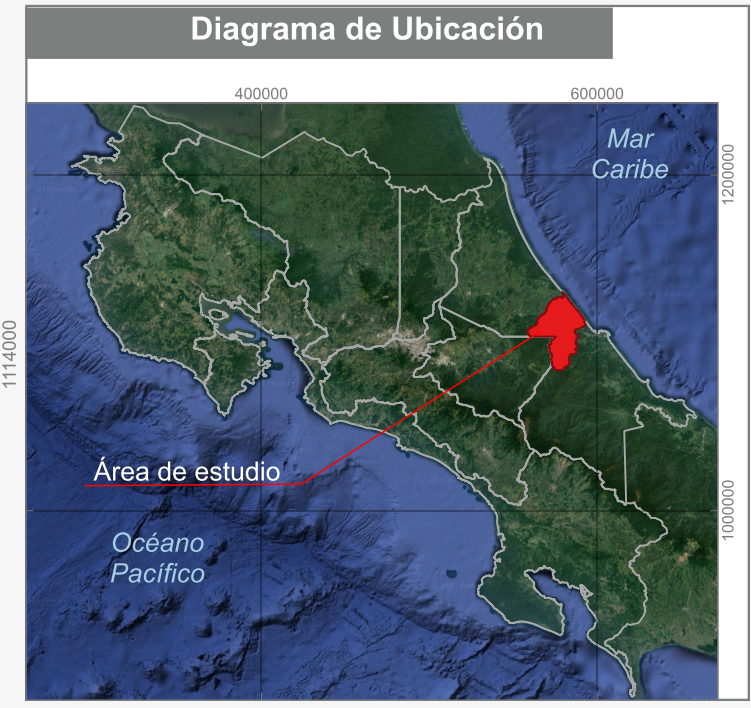 Diagrama de Ubicación
400000
600000
Mar
Caribe
1200000
1114000
Área de estudio
1000000
Océano
Pacífico